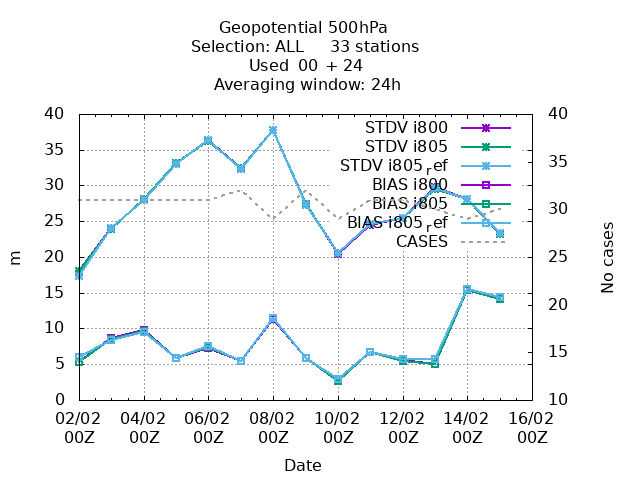 Geopotential 500hPa
Selection: ALL 33 stations
Used 00 + 24
Averaging window: 24h
40 40
STDV i800
STDV i805
35 35
STDV i805ref
30 BIAS i800
BIAS i805 30
25 BIAS i805ref
CASES
20 25
15 20
10
5 15
0 10
m
No cases
02/02 04/02 06/02 08/02 10/02 12/02 14/02 16/02
00Z 00Z 00Z 00Z 00Z 00Z 00Z 00Z
Date